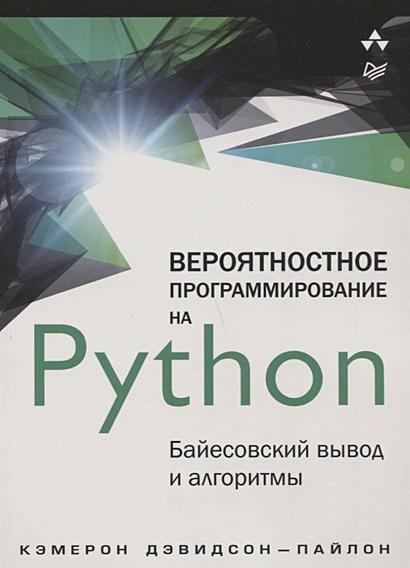 ВЕРОЯТНОСТНОЕ
ПРОГРАММИРОВАНИЕ
НА
Python
Байесовский вывод
и алгоритмы
КЭМЕРОН ДЭВИДСОН – ПАЙЛОН